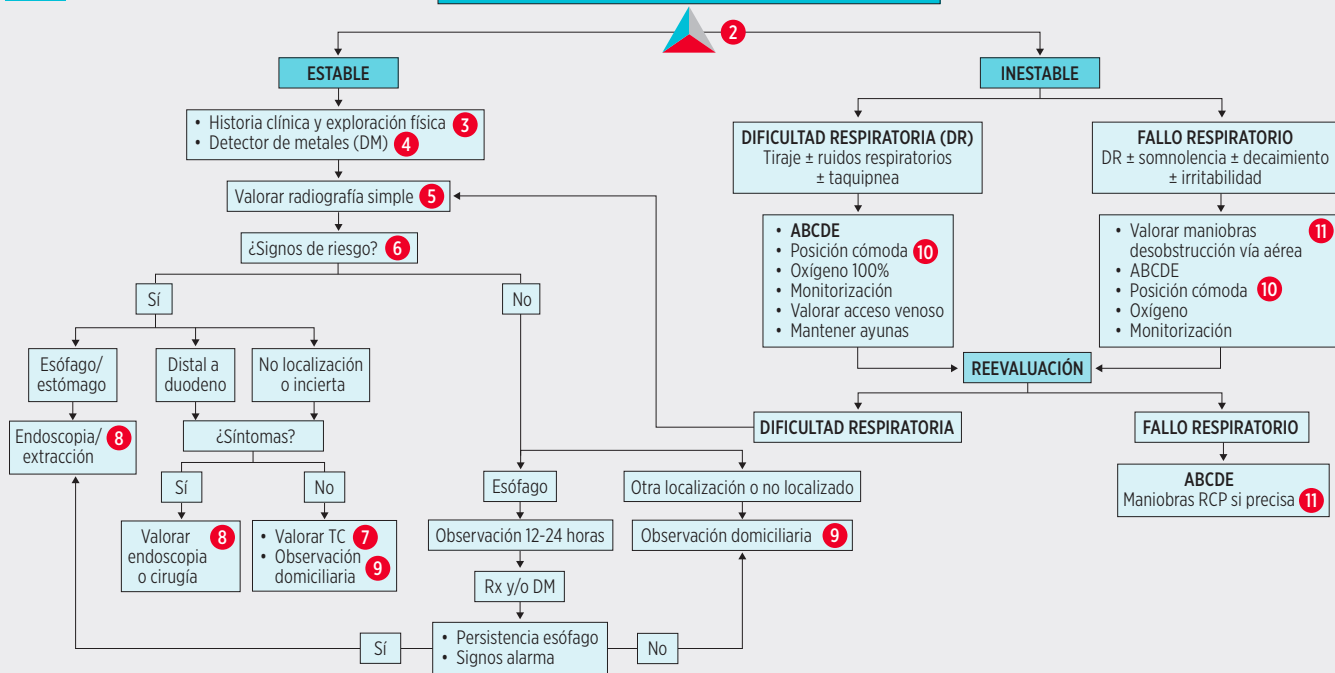 2
ESTABLE
INESTABLE
• Historia clínica y exploración física 3
• Detector de metales (DM) 4
DIFICULTAD RESPIRATORIA (DR)
Tiraje ± ruidos respiratorios
± taquipnea
FALLO RESPIRATORIO
DR ± somnolencia ± decaimiento
± irritabilidad
Valorar radiografía simple 5
¿Signos de riesgo? 6
• ABCDE
• Posición cómoda 10
• Oxígeno 100%
• Monitorización
• Valorar acceso venoso
• Mantener ayunas
• Valorar maniobras 11
desobstrucción vía aérea
• ABCDE
• Posición cómoda 10
• Oxígeno
• Monitorización
Sí
No
Esófago/
estómago
Distal a
duodeno
No localización
o incierta
REEVALUACIÓN
Endoscopia/ 8
extracción
¿Síntomas?
DIFICULTAD RESPIRATORIA
FALLO RESPIRATORIO
Sí
No
Esófago
Otra localización o no localizado
ABCDE
Maniobras RCP si precisa 11
Valorar 8
endoscopia
o cirugía
• Valorar TC 7
• Observación
domiciliaria 9
Observación 12-24 horas
Observación domiciliaria 9
Rx y/o DM
Sí
• Persistencia esófago
• Signos alarma
No